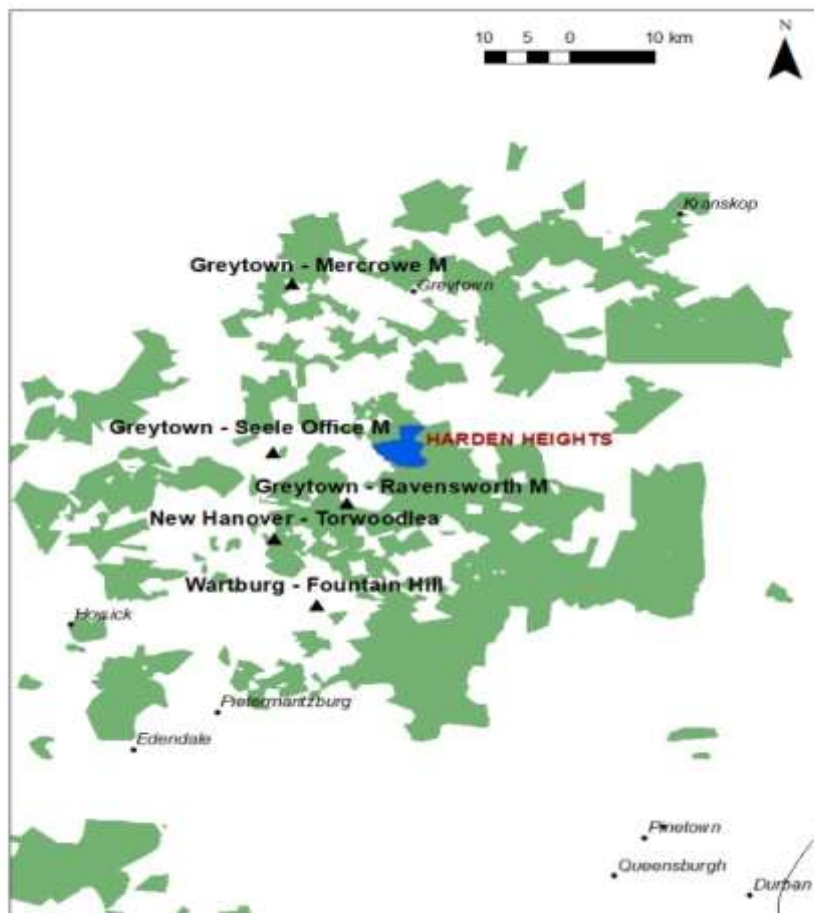 10 5 0 10 km
N
Kranskop
Greytown - Mercrowe M
Greytown
Greytown - Seele Office M
HARDEN HEIGHTS
Greytown - Ravensworth M
New Hanover - Torwoodlea
Wartburg - Fountain Hill
Howick
Pietermaritzburg
Edendale
Pinetown
Queensburgh
Durban